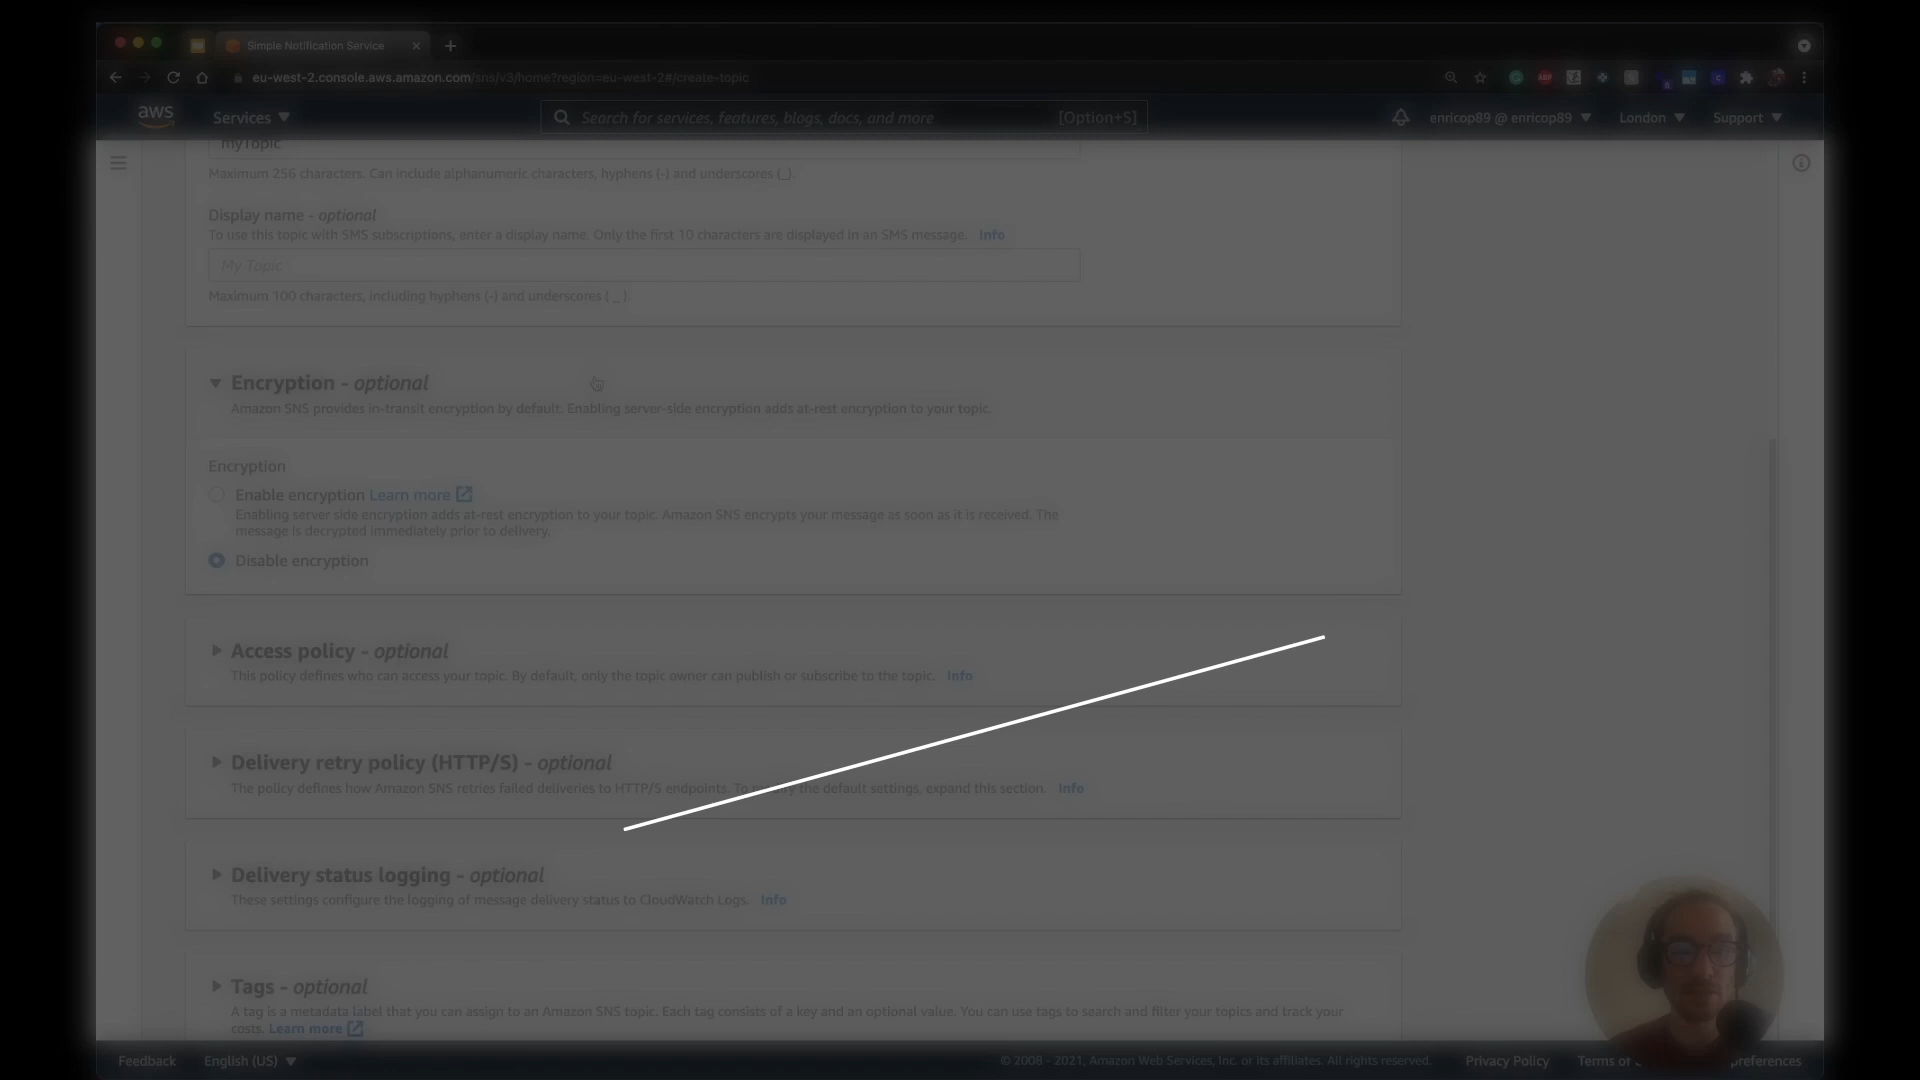 Simple Notification Service
eu-west-2.console.aws.amazon.com/sns/v3/home?region=eu-west-2#/create-topic
aws
Services
Search for services, features, blogs, docs, and more
[Option+S]
enricop89 @ enricop89
London
Support
myTopic
Maximum 256 characters. Can include alphanumeric characters, hyphens (-) and underscores (_).
Display name - optional
To use this topic with SMS subscriptions, enter a display name. Only the first 10 characters are displayed in an SMS message. Info
My Topic
Maximum 100 characters, including hyphens (-) and underscores ( _ ).
Encryption - optional
Amazon SNS provides in-transit encryption by default. Enabling server-side encryption adds at-rest encryption to your topic.
Encryption
Enable encryption Learn more
Enabling server side encryption adds at-rest encryption to your topic. Amazon SNS encrypts your message as soon as it is received. The
message is decrypted immediately prior to delivery.
Disable encryption
Access policy - optional
This policy defines who can access your topic. By default, only the topic owner can publish or subscribe to the topic. Info
Delivery retry policy (HTTP/S) - optional
The policy defines how Amazon SNS retries failed deliveries to HTTP/S endpoints. To modify the default settings, expand this section. Info
Delivery status logging - optional
These settings configure the logging of message delivery status to CloudWatch Logs. Info
Tags - optional
A tag is a metadata label that you can assign to an Amazon SNS topic. Each tag consists of a key and an optional value. You can use tags to search and filter your topics and track your
costs. Learn more
Feedback
English (US)
© 2008 - 2021, Amazon Web Services, Inc. or its affiliates. All rights reserved.
Privacy Policy
Terms of
preferences